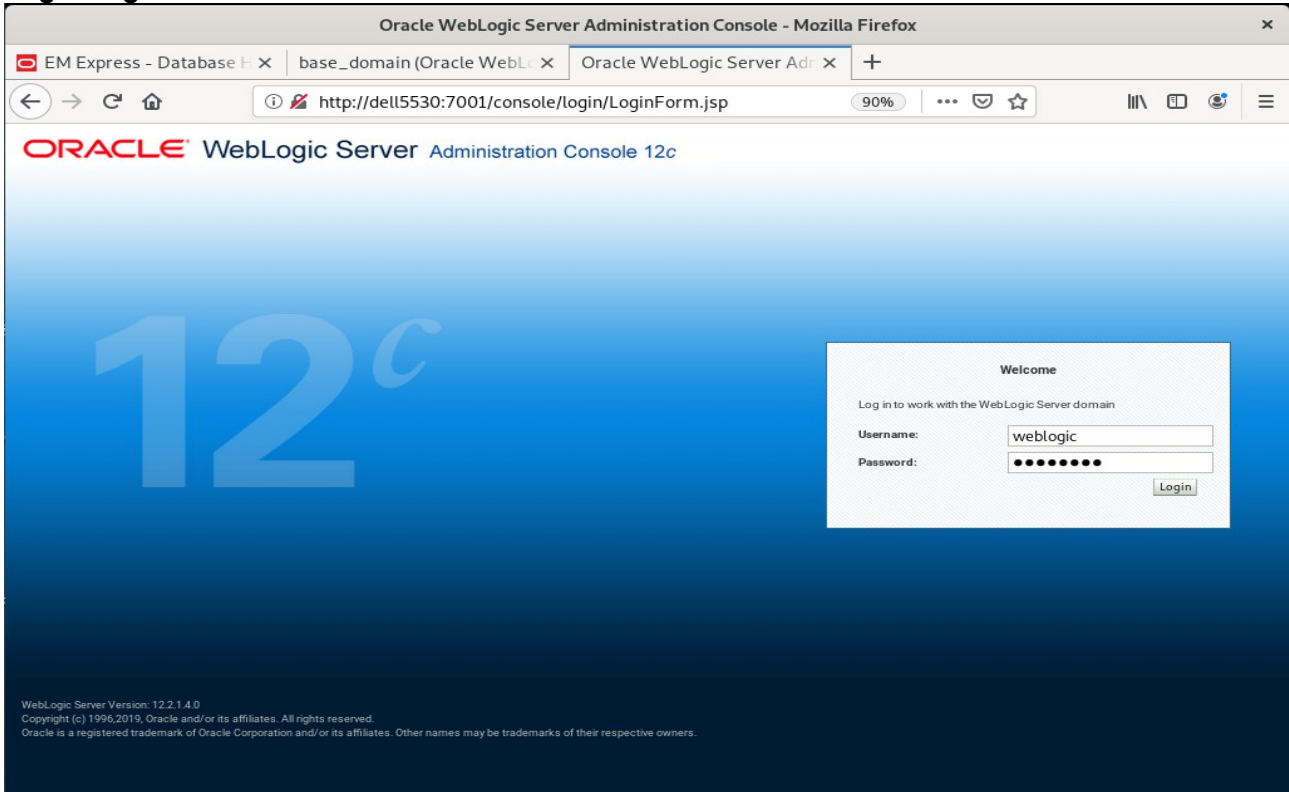 Oracle WebLogic Server Administration Console - Mozilla Firefox
EM Express - Database H
base_domain (Oracle WebLo
Oracle WebLogic Server Adm
http://dell5530:7001/console/login/LoginForm.jsp
90%
ORACLE WebLogic Server Administration Console 12c
12c
Welcome
Log in to work with the WebLogic Server domain
Username: weblogic
Password: ●●●●●●●●
Login
WebLogic Server Version: 12.2.1.4.0
Copyright (c) 1996,2019, Oracle and/or its affiliates. All rights reserved.
Oracle is a registered trademark of Oracle Corporation and/or its affiliates. Other names may be trademarks of their respective owners.